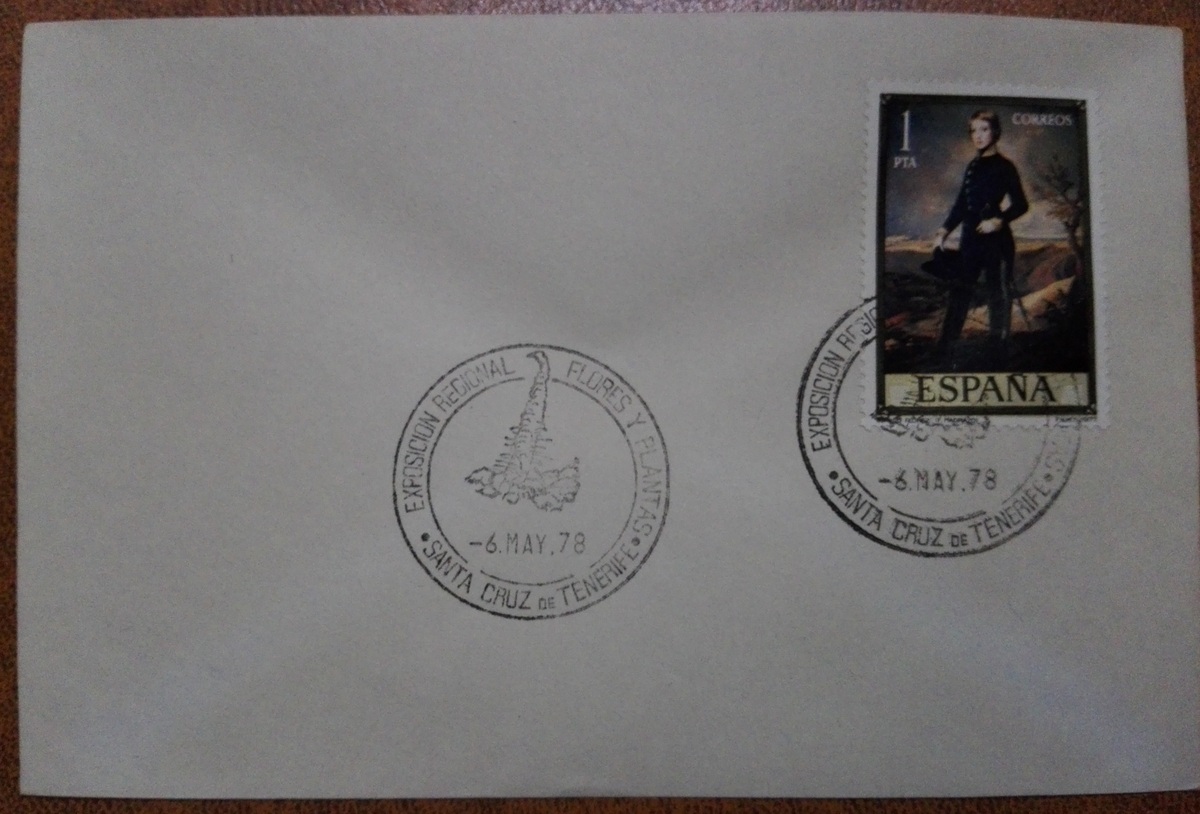 1
PTA
CORREOS
ESPAÑA
EXPOSICION REGIONAL FLORES Y PLANTAS
-6.MAY.78
• SANTA CRUZ DE TENERIFE •
EXPOSICION
-6.MAY.78
• SANTA CRUZ DE TENERIFE •